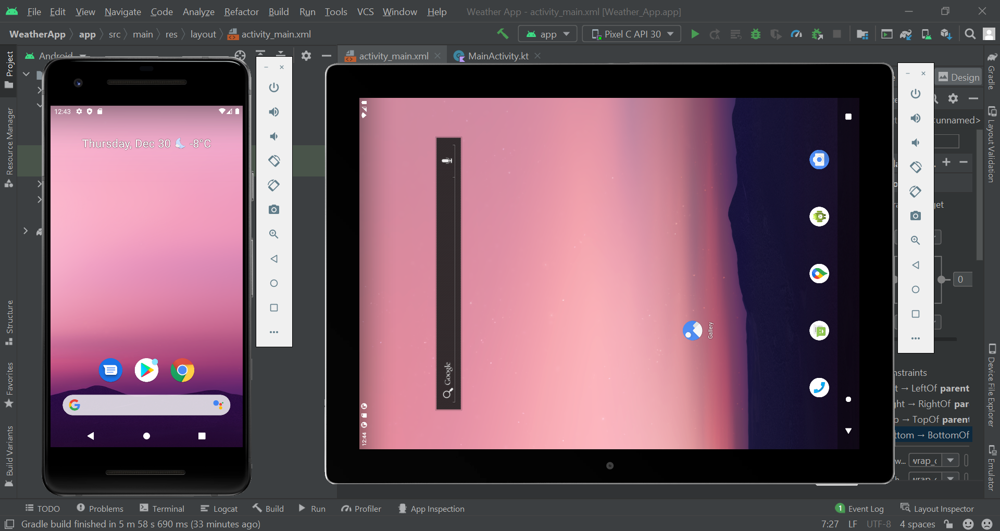 File Edit View Navigate Code Analyze Refactor Build Run Tools VCS Window Help Weather App - activity_main.xml [Weather_App.app]
WeatherApp app src main res layout activity_main.xml app Pixel C API 30
Android activity_main.xml MainActivity.kt
Project
Resource Manager
Structure
Favorites
Build Variants
12:43
Thursday, Dec 30 -8°C
Google
Gallery
12:44
Design
unnamed>
get
0
nstraints
t → LeftOf parent
ht → RightOf par
→ TopOf parent
ttom → BottomOf
w... wrap_c
Gradle
Layout Validation
Device File Explorer
Emulator
TODO Problems Terminal Logcat Build Run Profiler App Inspection 1 Event Log Layout Inspector
Gradle build finished in 5 m 58 s 690 ms (33 minutes ago) 7:27 LF UTF-8 4 spaces